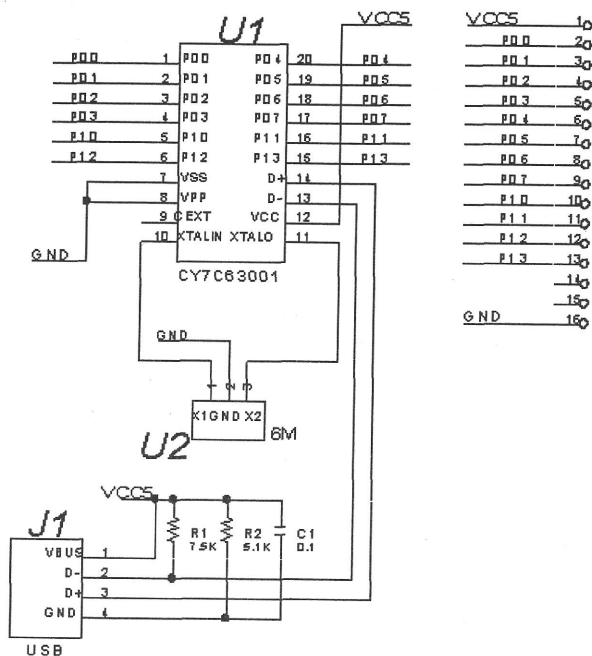 U1
VCC5
P00 1 P00 P04 20 P04
P01 2 P01 P05 19 P05
P02 3 P02 P06 18 P06
P03 4 P03 P07 17 P07
P10 5 P10 P11 16 P11
P12 6 P12 P13 15 P13
7 VSS D+ 14
8 VPP D- 13
9 CEXT VCC 12
10 XTALIN XTALO 11
GND
CY7C63001
GND
1 2 3
X1 GND X2
U2
6M
VCC5
J1
R1
7.5K
R2
5.1K
C1
0.1
VBUS 1
D- 2
D+ 3
GND 4
USB
VCC5 1
P00 2
P01 3
P02 4
P03 5
P04 6
P05 7
P06 8
P07 9
P10 10
P11 11
P12 12
P13 13
14
15
GND 16